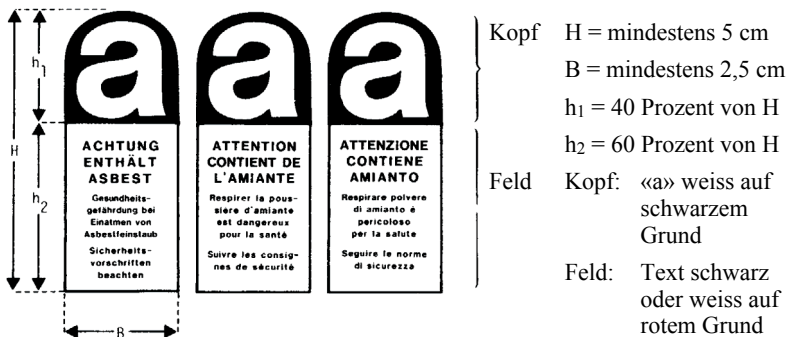 h1
H
h2
B
a
ACHTUNG
ENTHÄLT
ASBEST
Gesundheits-
gefährdung bei
Einatmen von
Asbestfeinstaub
Sicherheits-
vorschriften
beachten
a
ATTENTION
CONTIENT DE
L'AMIANTE
Respirer la pous-
sière d'amiante
est dangereux
pour la santé
Suivre les consig-
nes de sécurité
a
ATTENZIONE
CONTIENE
AMIANTO
Respirare polvere
di amianto é
pericoloso
per la salute
Seguire le norme
di sicurezza
Kopf H = mindestens 5 cm
B = mindestens 2,5 cm
h1 = 40 Prozent von H
h2 = 60 Prozent von H
Feld Kopf: «a» weiss auf
schwarzem
Grund
Feld: Text schwarz
oder weiss auf
rotem Grund